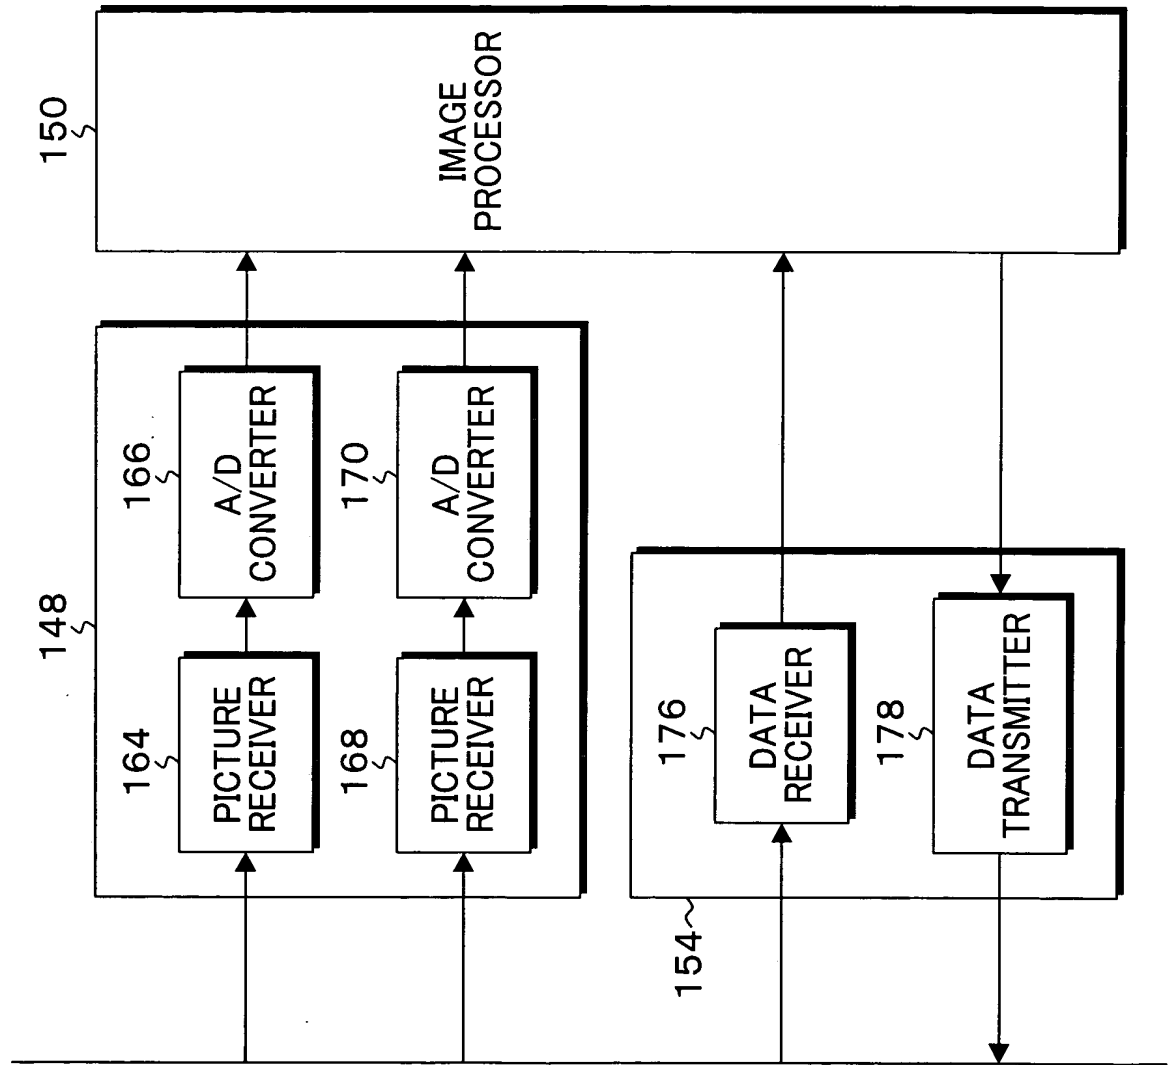 150
IMAGE
PROCESSOR
148
166
A/D
CONVERTER
170
A/D
CONVERTER
164
PICTURE
RECEIVER
168
PICTURE
RECEIVER
154
176
DATA
RECEIVER
178
DATA
TRANSMITTER